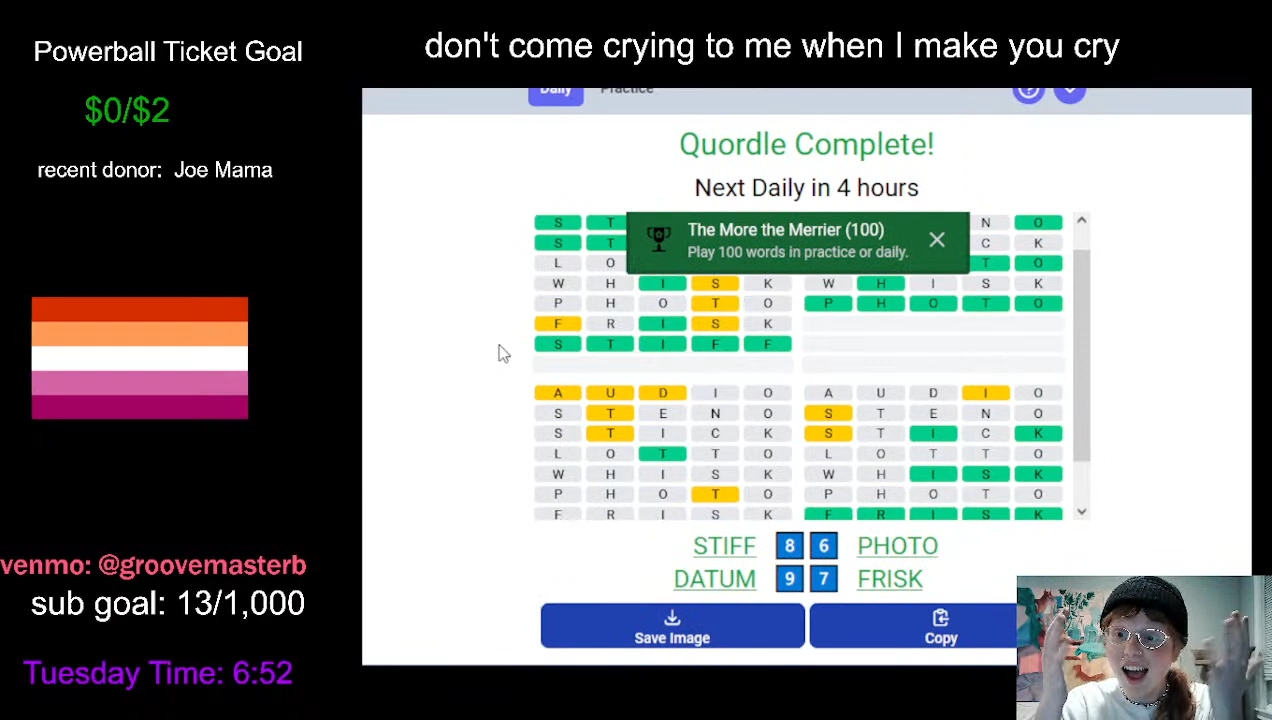 Powerball Ticket Goal
$0/$2
recent donor: Joe Mama
don't come crying to me when I make you cry
Daily Practice
Quordle Complete!
Next Daily in 4 hours
The More the Merrier (100)
Play 100 words in practice or daily.
S T N O
S T C K
L O T O
W H I S K W H I S K
P H O T O P H O T O
F R I S K
S T I F F
A U D I O A U D I O
S T E N O S T E N O
S T I C K S T I C K
L O T T O L O T T O
W H I S K W H I S K
P H O T O P H O T O
F R I S K F R I S K
STIFF 8 6 PHOTO
DATUM 9 7 FRISK
Save Image
Copy
venmo: @groovemasterb
sub goal: 13/1,000
Tuesday Time: 6:52